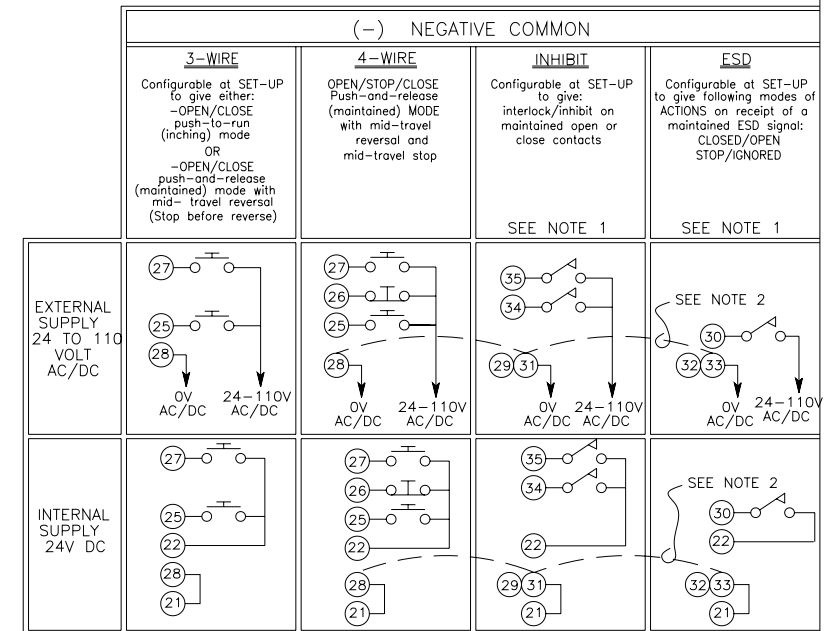 (-) NEGATIVE COMMON
3-WIRE
Configurable at SET-UP
to give either:
-OPEN/CLOSE
push-to-run
(inching) mode
OR
-OPEN/CLOSE
push-and-release
(maintained) mode with
mid- travel reversal
(Stop before reverse)
4-WIRE
OPEN/STOP/CLOSE
Push-and-release
(maintained) MODE
with mid-travel
reversal and
mid-travel stop
INHIBIT
Configurable at SET-UP
to give:
interlock/inhibit on
maintained open or
close contacts
SEE NOTE 1
ESD
Configurable at SET-UP
to give following modes of
ACTIONS on receipt of a
maintained ESD signal:
CLOSED/OPEN
STOP/IGNORED
SEE NOTE 1
EXTERNAL
SUPPLY
24 TO 110
VOLT
AC/DC
27
25
28
0V
AC/DC
24-110V
AC/DC
27
26
25
28
0V
AC/DC
24-110V
AC/DC
35
34
29 31
0V
AC/DC
24-110V
AC/DC
SEE NOTE 2
30
32 33
0V
AC/DC
24-110V
AC/DC
INTERNAL
SUPPLY
24V DC
27
25
22
28
21
27
26
25
22
28
21
35
34
22
29 31
21
SEE NOTE 2
30
22
32 33
21